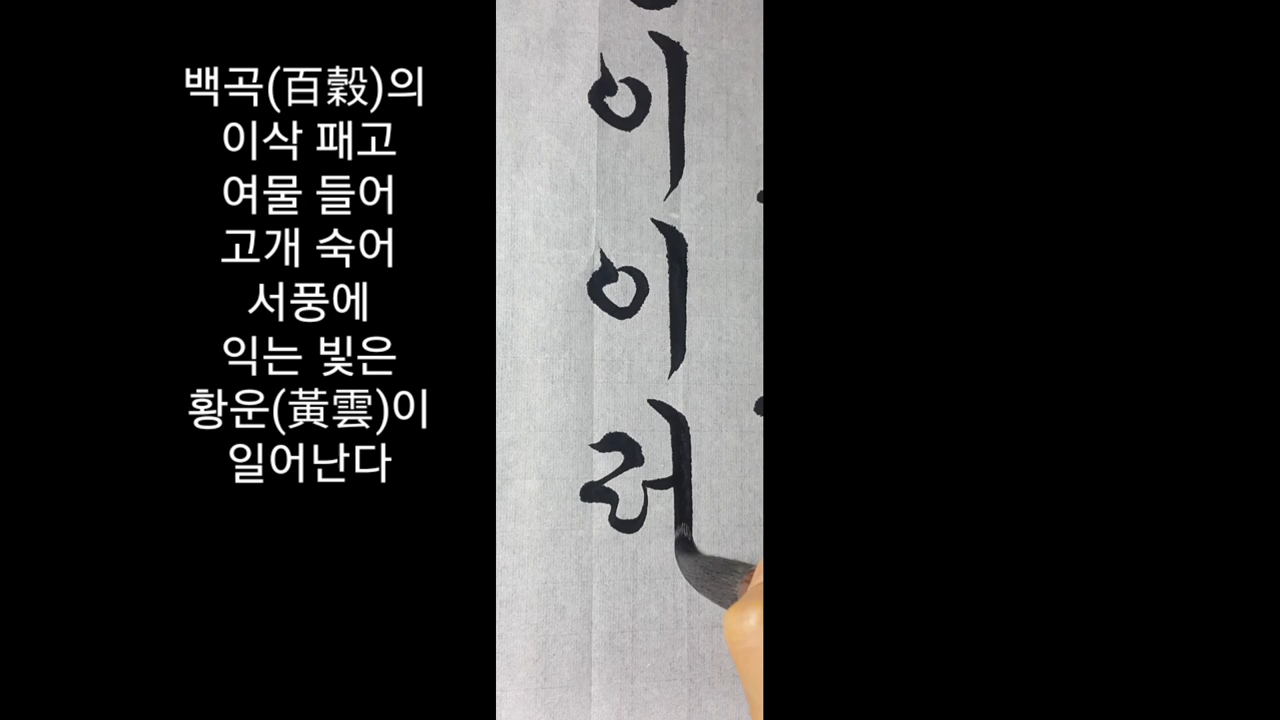 백곡(百穀)의
이삭 패고
여물 들어
고개 숙어
서풍에
익는 빛은
황운(黃雲)이
일어난다
이
이
러